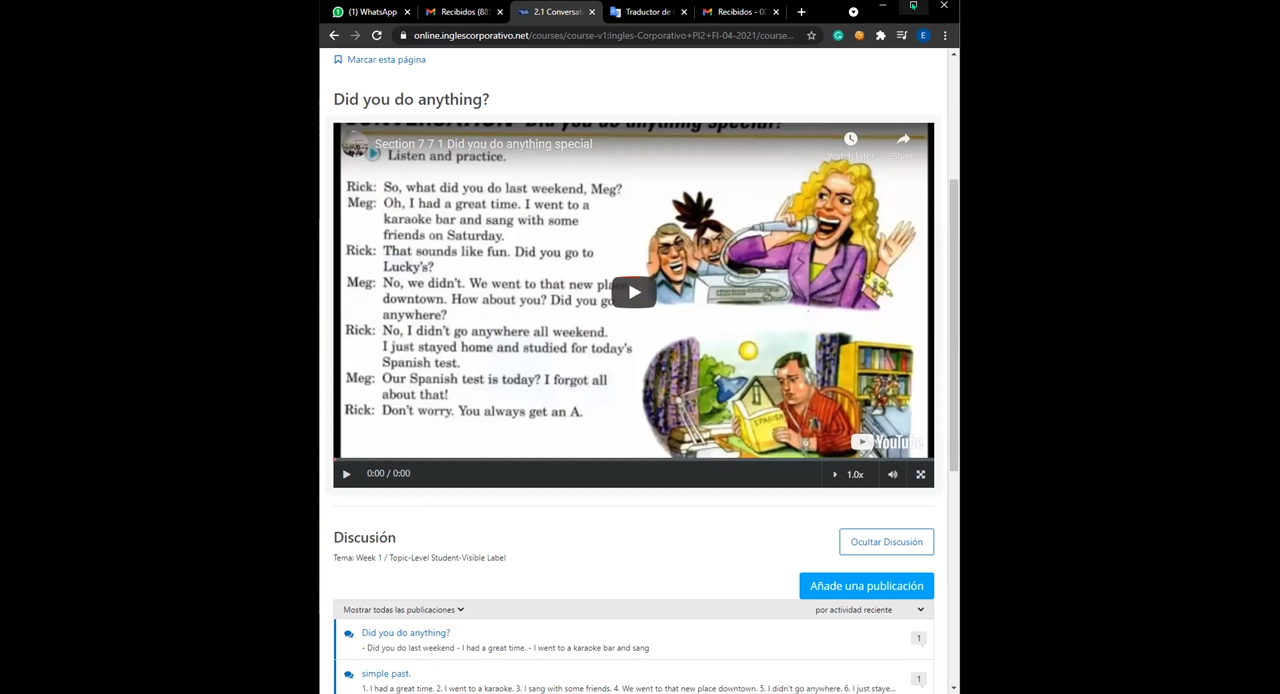 (1) WhatsApp
Recibidos (88
2.1 Conversat
Traductor de
Recibidos - 00
online.inglescorporativo.net/courses/course-v1:Ingles-Corporativo+PI2+FI-04-2021/course...
E
Marcar esta página
Did you do anything?
Section 7 7 1 Did you do anything special
Watch later
Share
Listen and practice.
Rick: So, what did you do last weekend, Meg?
Meg: Oh, I had a great time. I went to a
karaoke bar and sang with some
friends on Saturday.
Rick: That sounds like fun. Did you go to
Lucky's?
Meg: No, we didn't. We went to that new place
downtown. How about you? Did you go
anywhere?
Rick: No, I didn't go anywhere all weekend.
I just stayed home and studied for today's
Spanish test.
Meg: Our Spanish test is today? I forgot all
about that!
Rick: Don't worry. You always get an A.
SPANISH
YouTube
0:00 / 0:00
1.0x
Discusión
Ocultar Discusión
Tema: Week 1 / Topic-Level Student-Visible Label
Añade una publicación
Mostrar todas las publicaciones
por actividad reciente
Did you do anything?
1
- Did you do last weekend - I had a great time. - I went to a karaoke bar and sang
simple past.
1
1. I had a great time. 2. I went to a karaoke. 3. I sang with some friends. 4. We went to that new place downtown. 5. I didn't go anywhere. 6. I just staye...